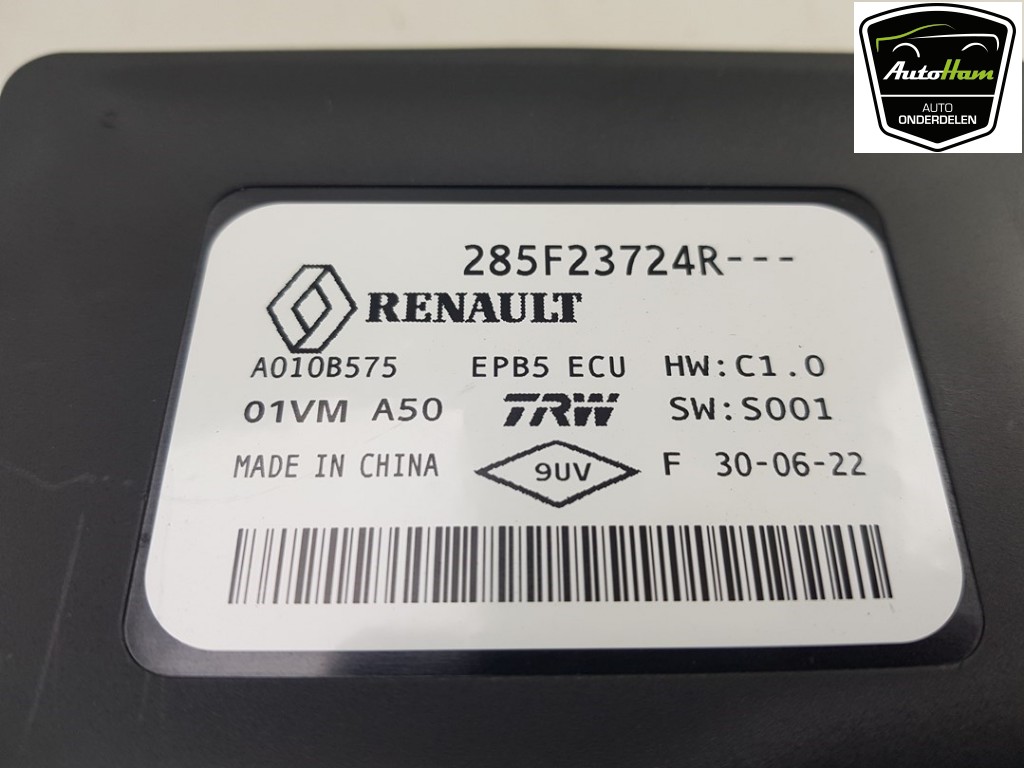 AutoHam
AUTO
ONDERDELEN
285F23724R---
RENAULT
A010B575 EPB5 ECU HW:C1.0
01VM A50 TRW SW:S001
MADE IN CHINA 9UV F 30-06-22